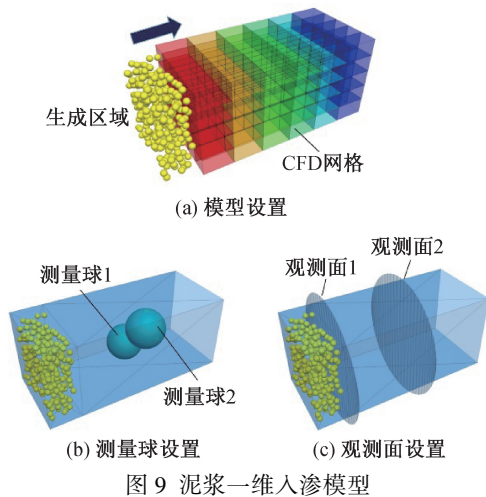 生成区域
CFD网格
(a) 模型设置
测量球1
测量球2
(b) 测量球设置
观测面1
观测面2
(c) 观测面设置
图 9 泥浆一维入渗模型